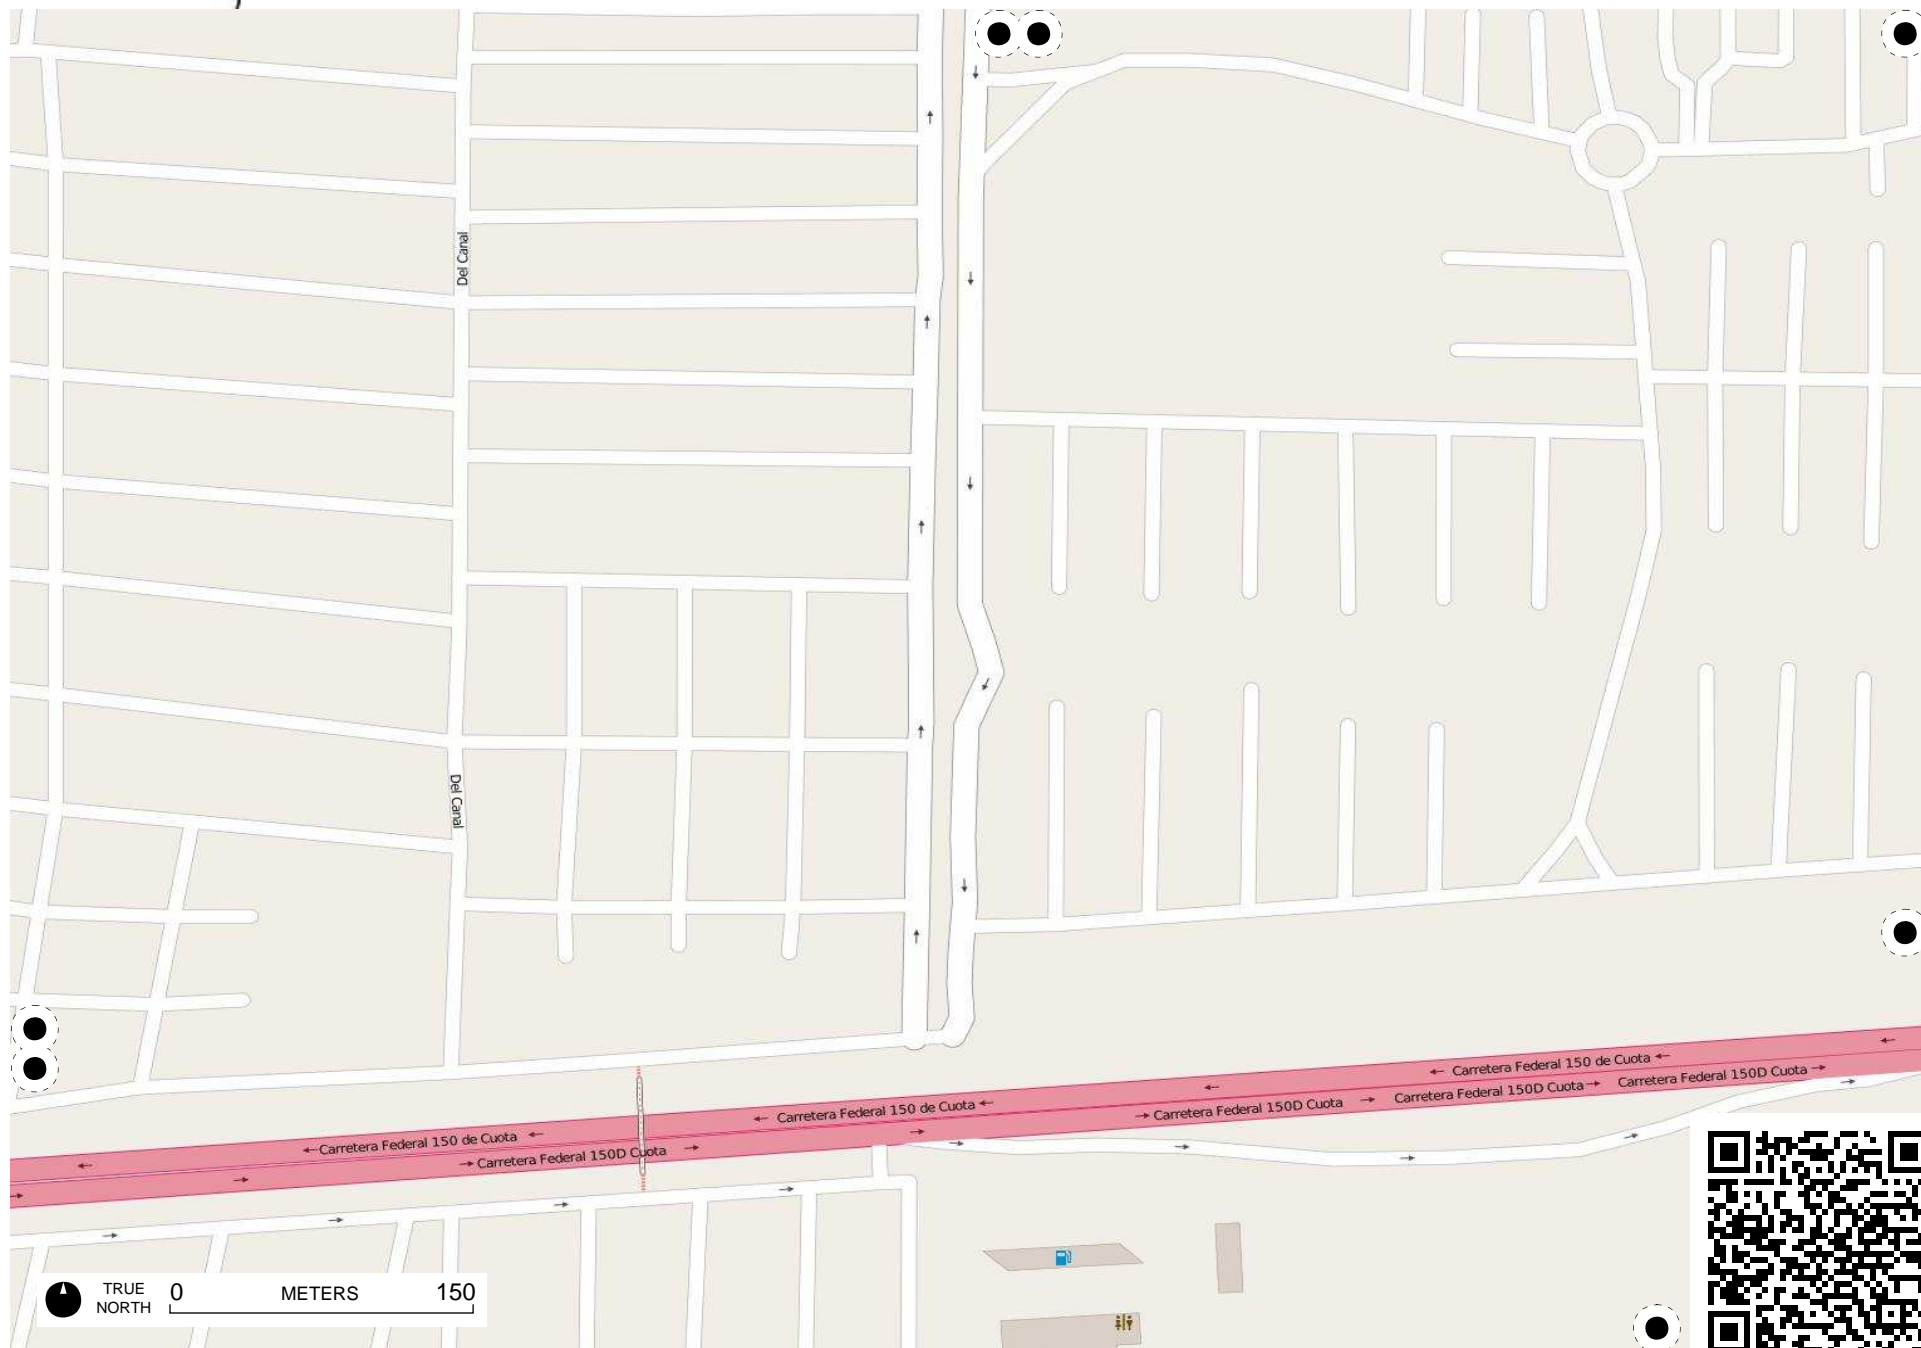 Del Canal
Del Canal
Carretera Federal 150 de Cuota
Carretera Federal 150D Cuota
Carretera Federal 150D Cuota
Carretera Federal 150 de Cuota
Carretera Federal 150D Cuota
Carretera Federal 150 de Cuota
Carretera Federal 150D Cuota
TRUE
NORTH
0 METERS 150